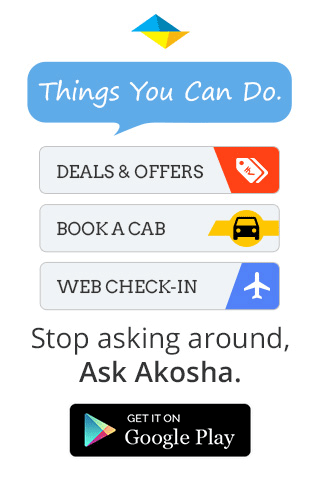 Things You Can Do.
DEALS & OFFERS
BOOK A CAB
WEB CHECK-IN
Stop asking around,
Ask Akosha.
GET IT ON
Google Play